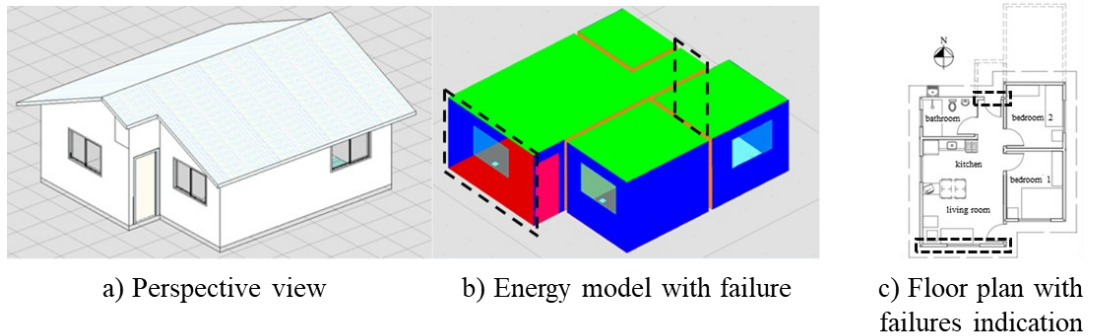 N
bathroom
bedroom 2
kitchen
bedroom 1
living room
a) Perspective view
b) Energy model with failure
c) Floor plan with
failures indication